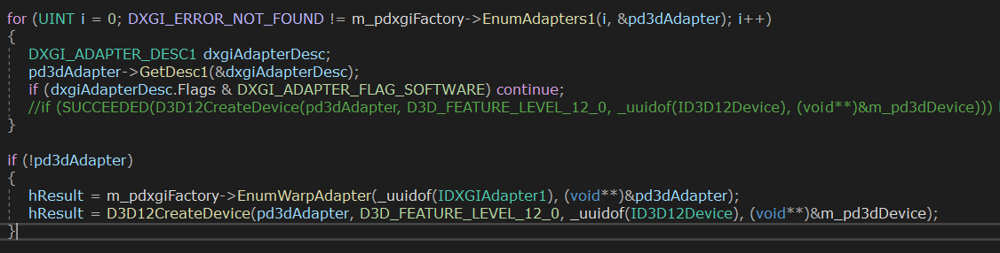 for (UINT i = 0; DXGI_ERROR_NOT_FOUND != m_pdxgiFactory->EnumAdapters1(i, &pd3dAdapter); i++)
{
DXGI_ADAPTER_DESC1 dxgiAdapterDesc;
pd3dAdapter->GetDesc1(&dxgiAdapterDesc);
if (dxgiAdapterDesc.Flags & DXGI_ADAPTER_FLAG_SOFTWARE) continue;
//if (SUCCEEDED(D3D12CreateDevice(pd3dAdapter, D3D_FEATURE_LEVEL_12_0, _uuidof(ID3D12Device), (void**)&m_pd3dDevice)))
}
if (!pd3dAdapter)
{
hResult = m_pdxgiFactory->EnumWarpAdapter(_uuidof(IDXGIAdapter1), (void**)&pd3dAdapter);
hResult = D3D12CreateDevice(pd3dAdapter, D3D_FEATURE_LEVEL_12_0, _uuidof(ID3D12Device), (void**)&m_pd3dDevice);
}